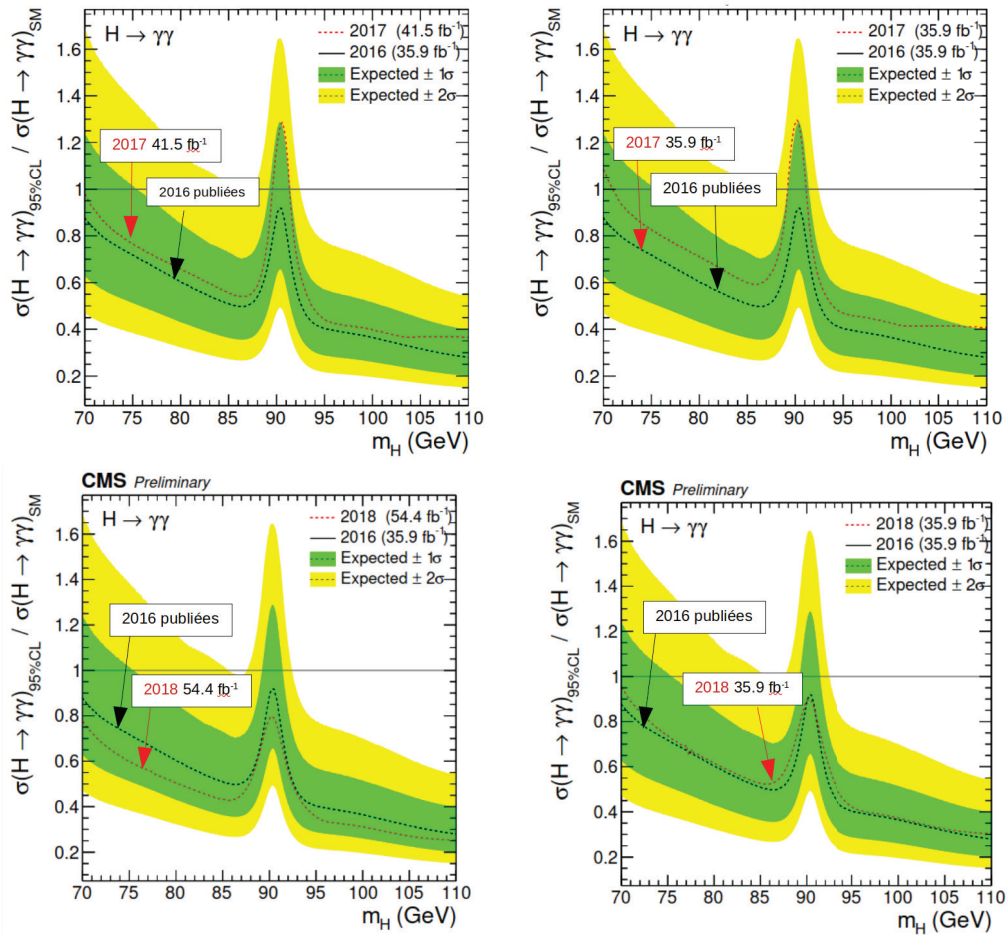 H → γγ
2017 (41.5 fb⁻¹)
2016 (35.9 fb⁻¹)
Expected ± 1σ
Expected ± 2σ
2017 41.5 fb⁻¹
2016 publiées
σ(H → γγ)95%CL / σ(H → γγ)SM
1.6
1.4
1.2
1
0.8
0.6
0.4
0.2
70 75 80 85 90 95 100 105 110
mH (GeV)
H → γγ
2017 (35.9 fb⁻¹)
2016 (35.9 fb⁻¹)
Expected ± 1σ
Expected ± 2σ
2017 35.9 fb⁻¹
2016 publiées
σ(H → γγ)95%CL / σ(H → γγ)SM
1.6
1.4
1.2
1
0.8
0.6
0.4
0.2
70 75 80 85 90 95 100 105 110
mH (GeV)
CMS Preliminary
H → γγ
2018 (54.4 fb⁻¹)
2016 (35.9 fb⁻¹)
Expected ± 1σ
Expected ± 2σ
2016 publiées
2018 54.4 fb⁻¹
σ(H → γγ)95%CL / σ(H → γγ)SM
1.6
1.4
1.2
1
0.8
0.6
0.4
0.2
70 75 80 85 90 95 100 105 110
mH (GeV)
CMS Preliminary
H → γγ
2018 (35.9 fb⁻¹)
2016 (35.9 fb⁻¹)
Expected ± 1σ
Expected ± 2σ
2016 publiées
2018 35.9 fb⁻¹
σ(H → γγ)95%CL / σ(H → γγ)SM
1.6
1.4
1.2
1
0.8
0.6
0.4
0.2
70 75 80 85 90 95 100 105 110
mH (GeV)